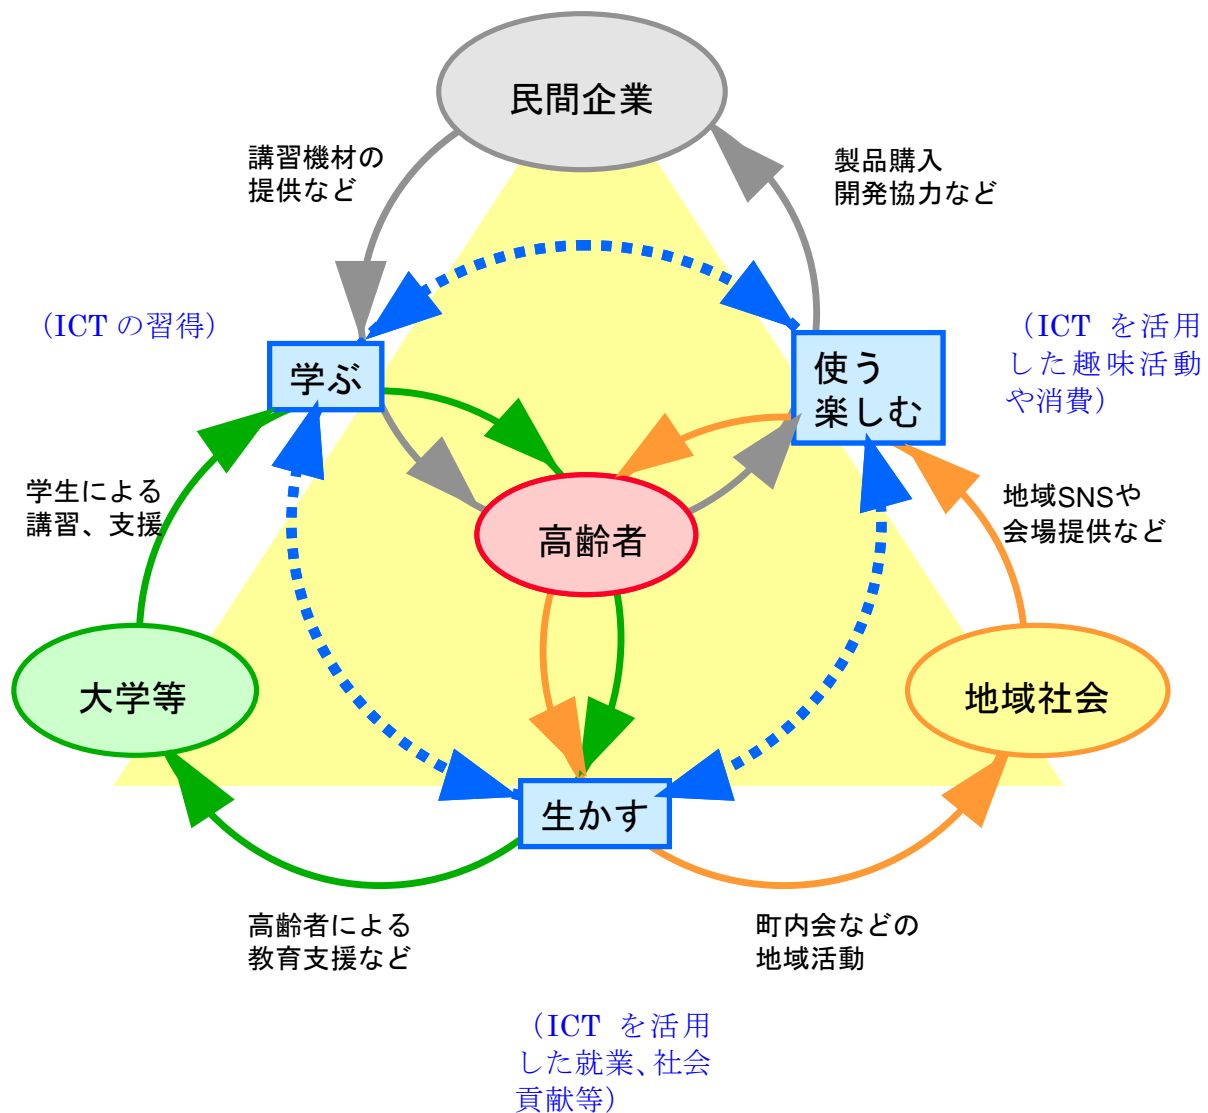 民間企業
講習機材の
提供など
製品購入
開発協力など
（ICTの習得）
（ICT を活用
した趣味活動
や消費）
学ぶ
使う
楽しむ
学生による
講習、支援
地域SNSや
会場提供など
高齢者
大学等
地域社会
生かす
高齢者による
教育支援など
町内会などの
地域活動
（ICT を活用
した就業、社会
貢献等）